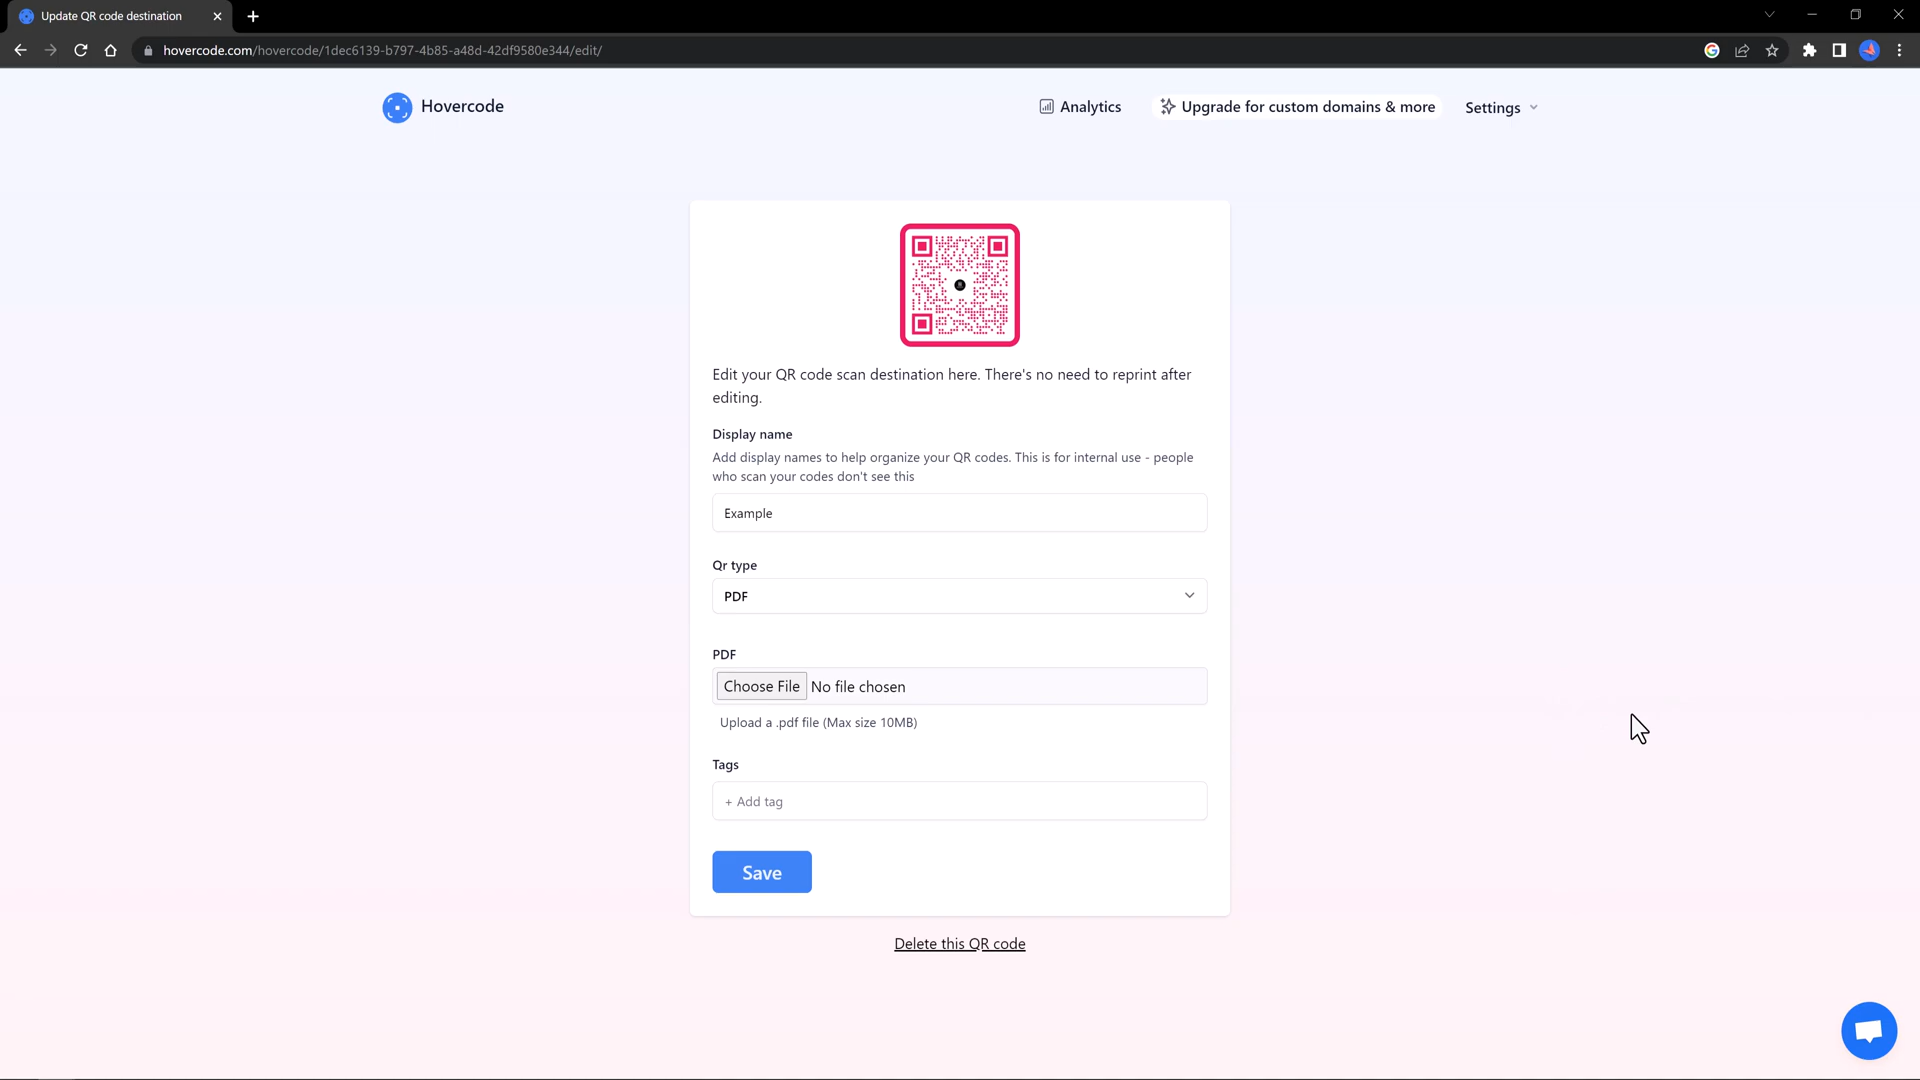 Update QR code destination
hovercode.com/hovercode/1dec6139-b797-4b85-a48d-42df9580e344/edit/
Hovercode
Analytics
Upgrade for custom domains & more
Settings
Edit your QR code scan destination here. There's no need to reprint after
editing.
Display name
Add display names to help organize your QR codes. This is for internal use - people
who scan your codes don't see this
Example
Qr type
PDF
PDF
Choose File No file chosen
Upload a .pdf file (Max size 10MB)
Tags
+ Add tag
Save
Delete this QR code